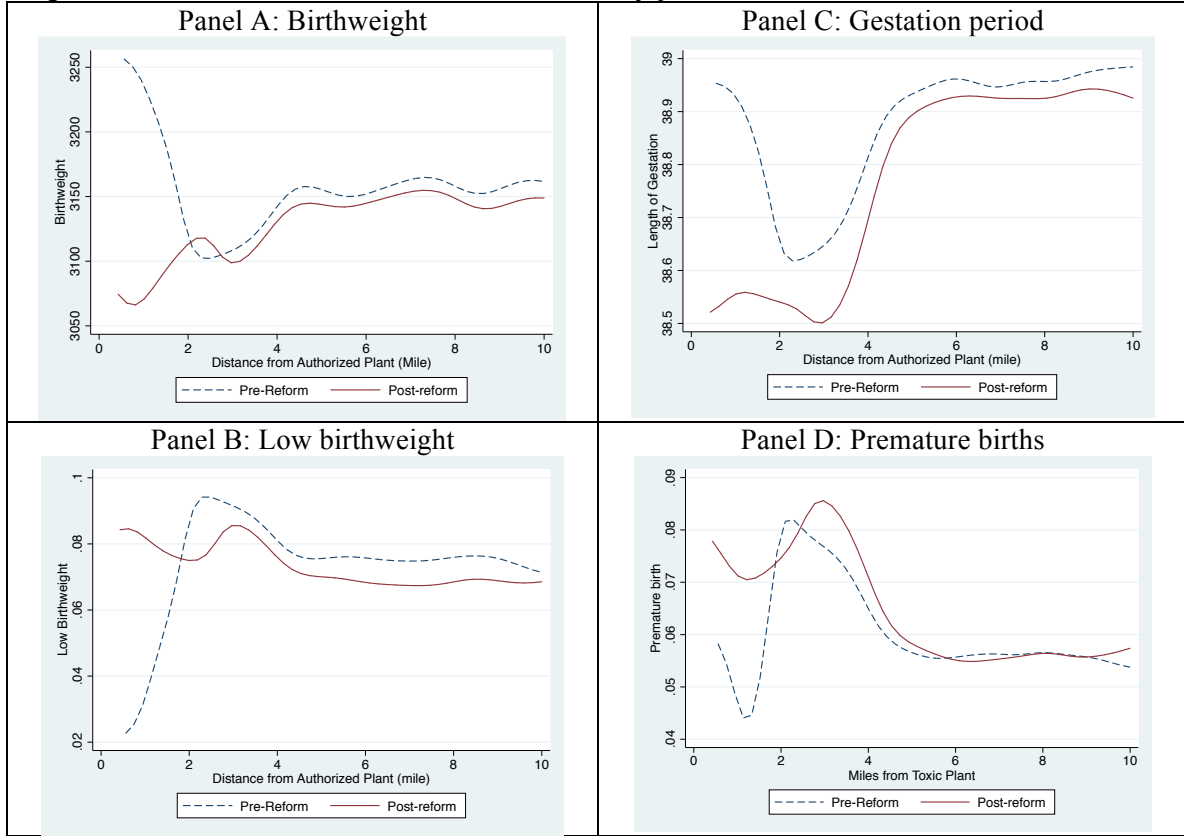 Panel A: Birthweight
3250
3200
3150
3100
3050
Birthweight
0 2 4 6 8 10
Distance from Authorized Plant (Mile)
Pre-Reform Post-reform
Panel C: Gestation period
39
38.9
38.8
38.7
38.6
38.5
Length of Gestation
0 2 4 6 8 10
Distance from Authorized Plant (mile)
Pre-Reform Post-reform
Panel B: Low birthweight
.1
.08
.06
.04
.02
Low Birthweight
0 2 4 6 8 10
Distance from Authorized Plant (mile)
Pre-Reform Post-reform
Panel D: Premature births
.09
.08
.07
.06
.05
.04
Premature birth
0 2 4 6 8 10
Miles from Toxic Plant
Pre-Reform Post-reform